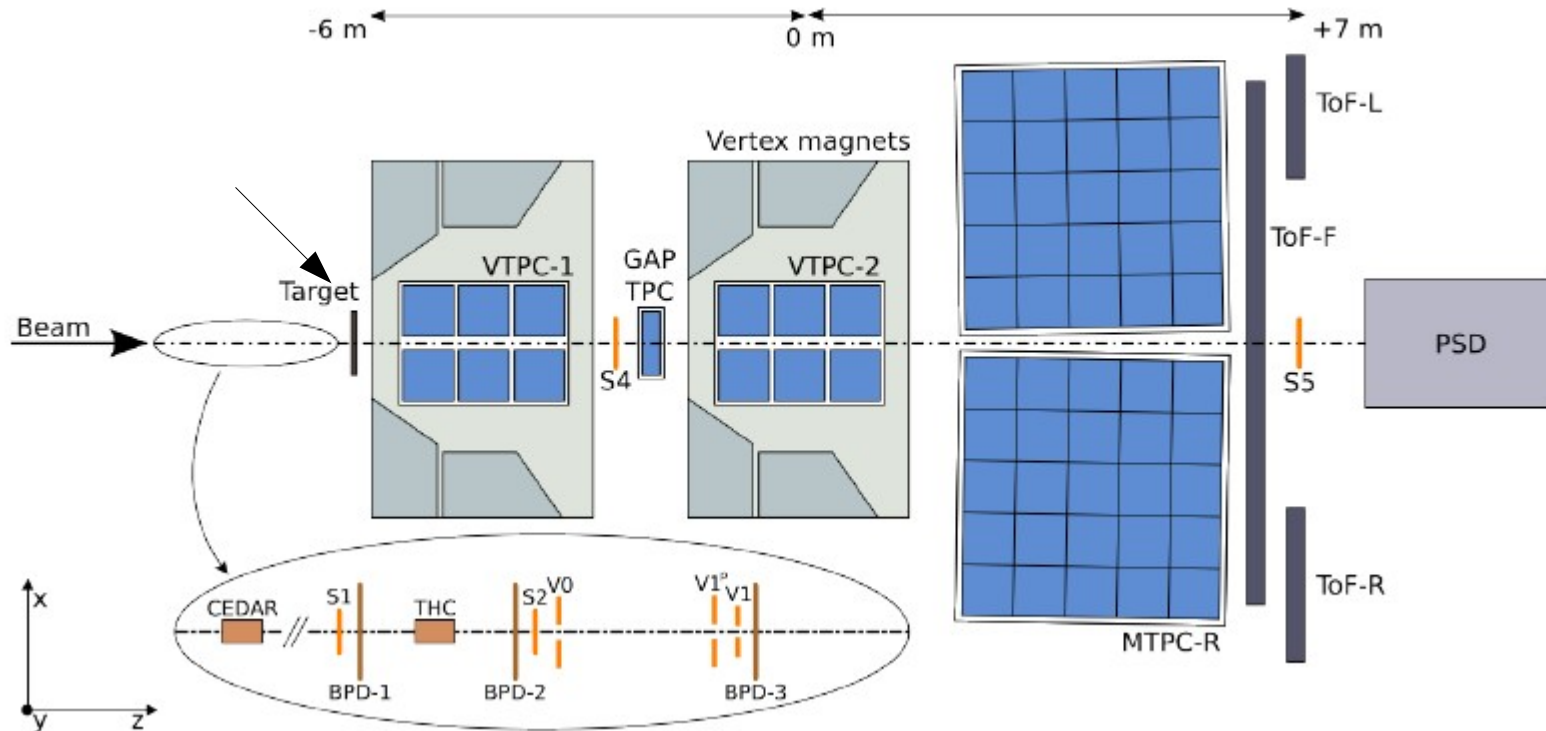 -6 m
0 m
+7 m
ToF-L
Vertex magnets
ToF-F
VTPC-1
GAP
TPC
VTPC-2
Target
Beam
S4
S5
PSD
x
y
z
CEDAR
S1
THC
S2
V0
V1ᵖ
V1
BPD-1
BPD-2
BPD-3
MTPC-R
ToF-R